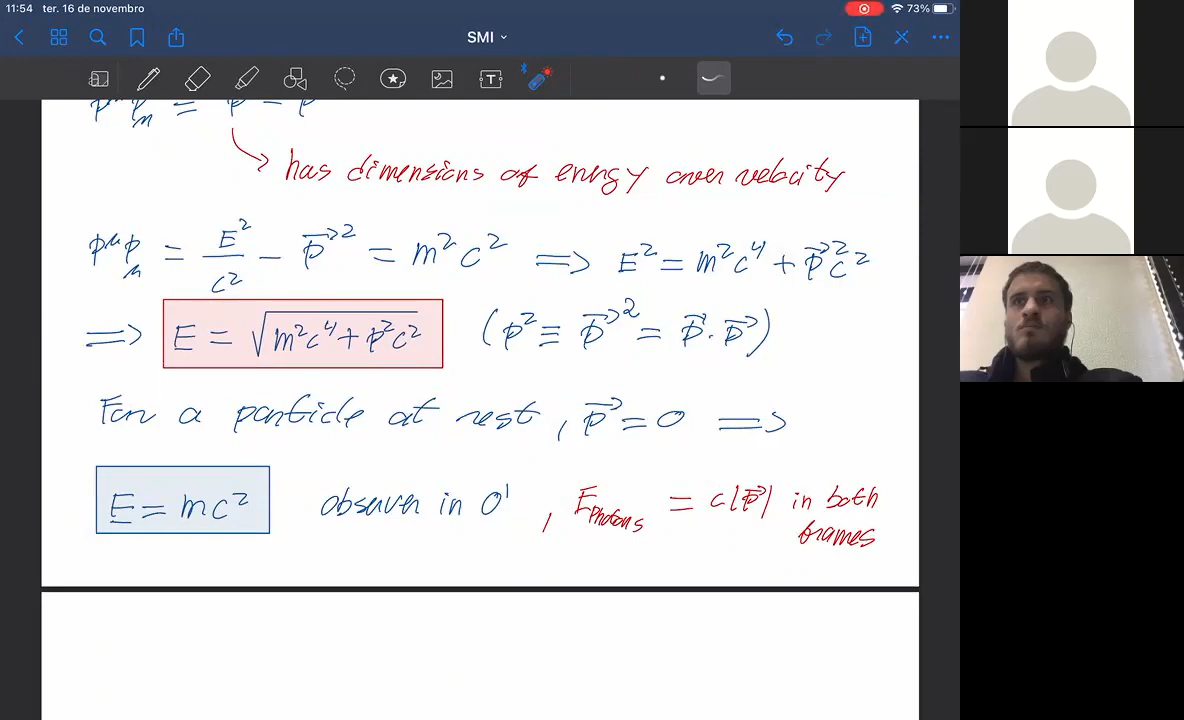 11:54 ter. 16 de novembro
73%
SMI
T
has dimensions of energy over velocity
p^μ p_μ = E²/c² − p⃗² = m²c² ⟹ E² = m²c⁴ + p⃗²c²
⟹ E = √(m²c⁴ + p²c²) (p² ≡ p⃗² = p⃗ · p⃗)
For a particle at rest, p⃗ = 0 ⟹
E = mc² observer in O' , E_Photons = c|p⃗| in both
frames